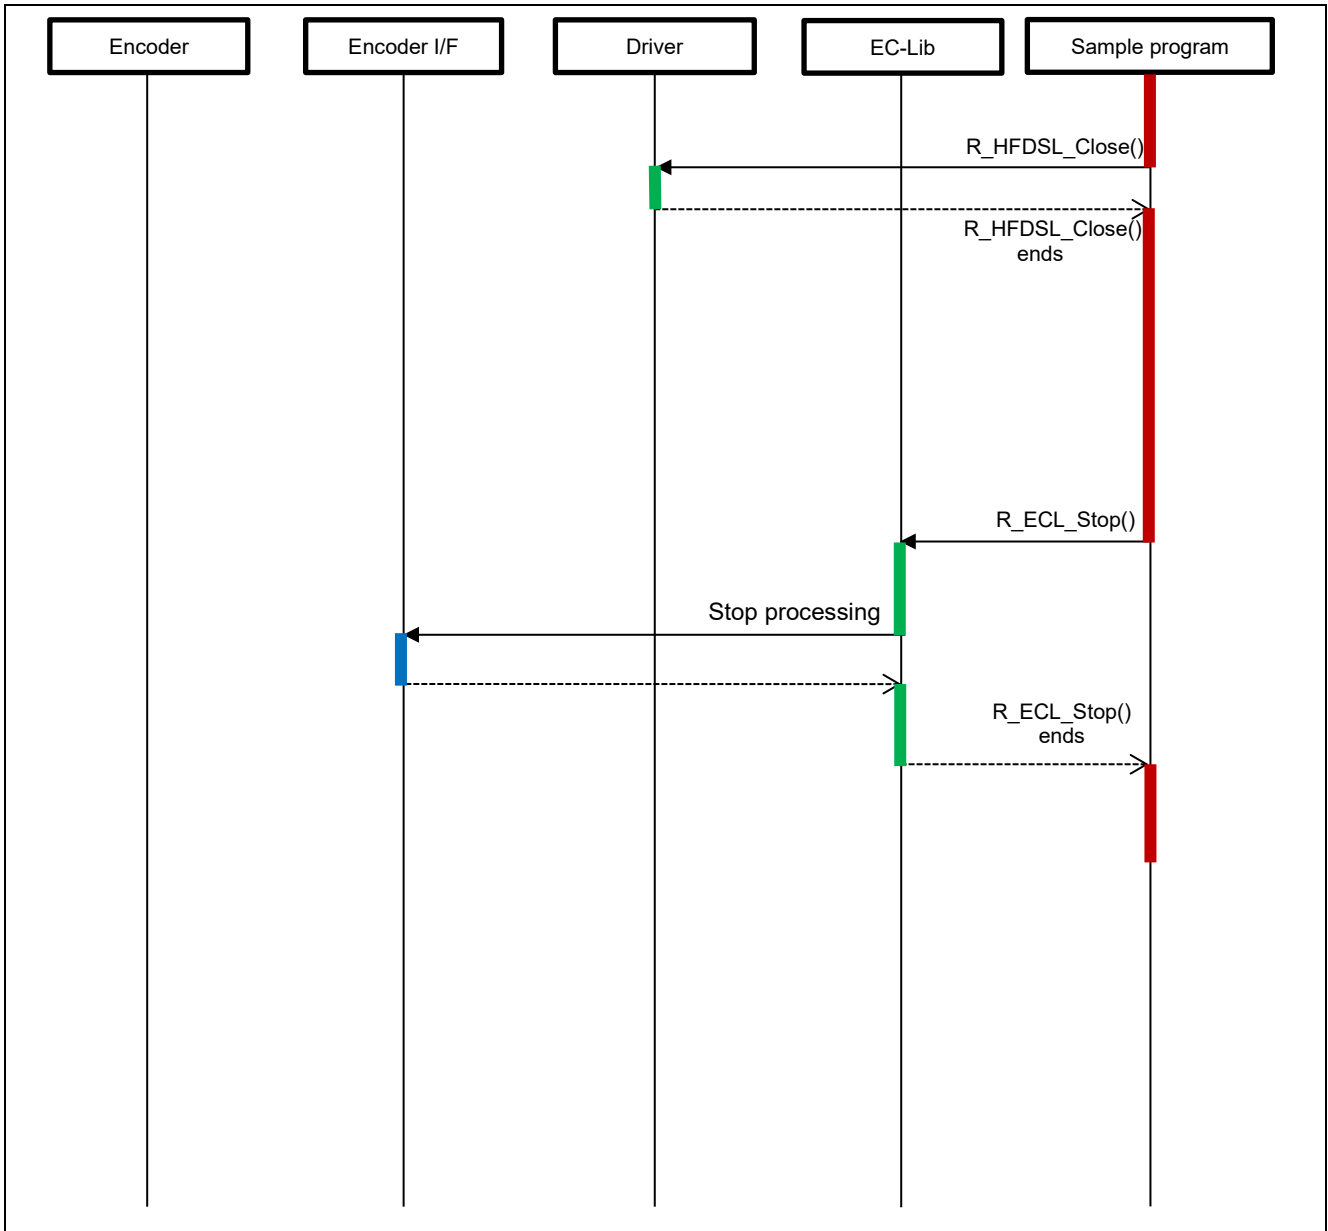 Encoder
Encoder I/F
Driver
EC-Lib
Sample program
R_HFDSL_Close()
R_HFDSL_Close()
ends
R_ECL_Stop()
Stop processing
R_ECL_Stop()
ends